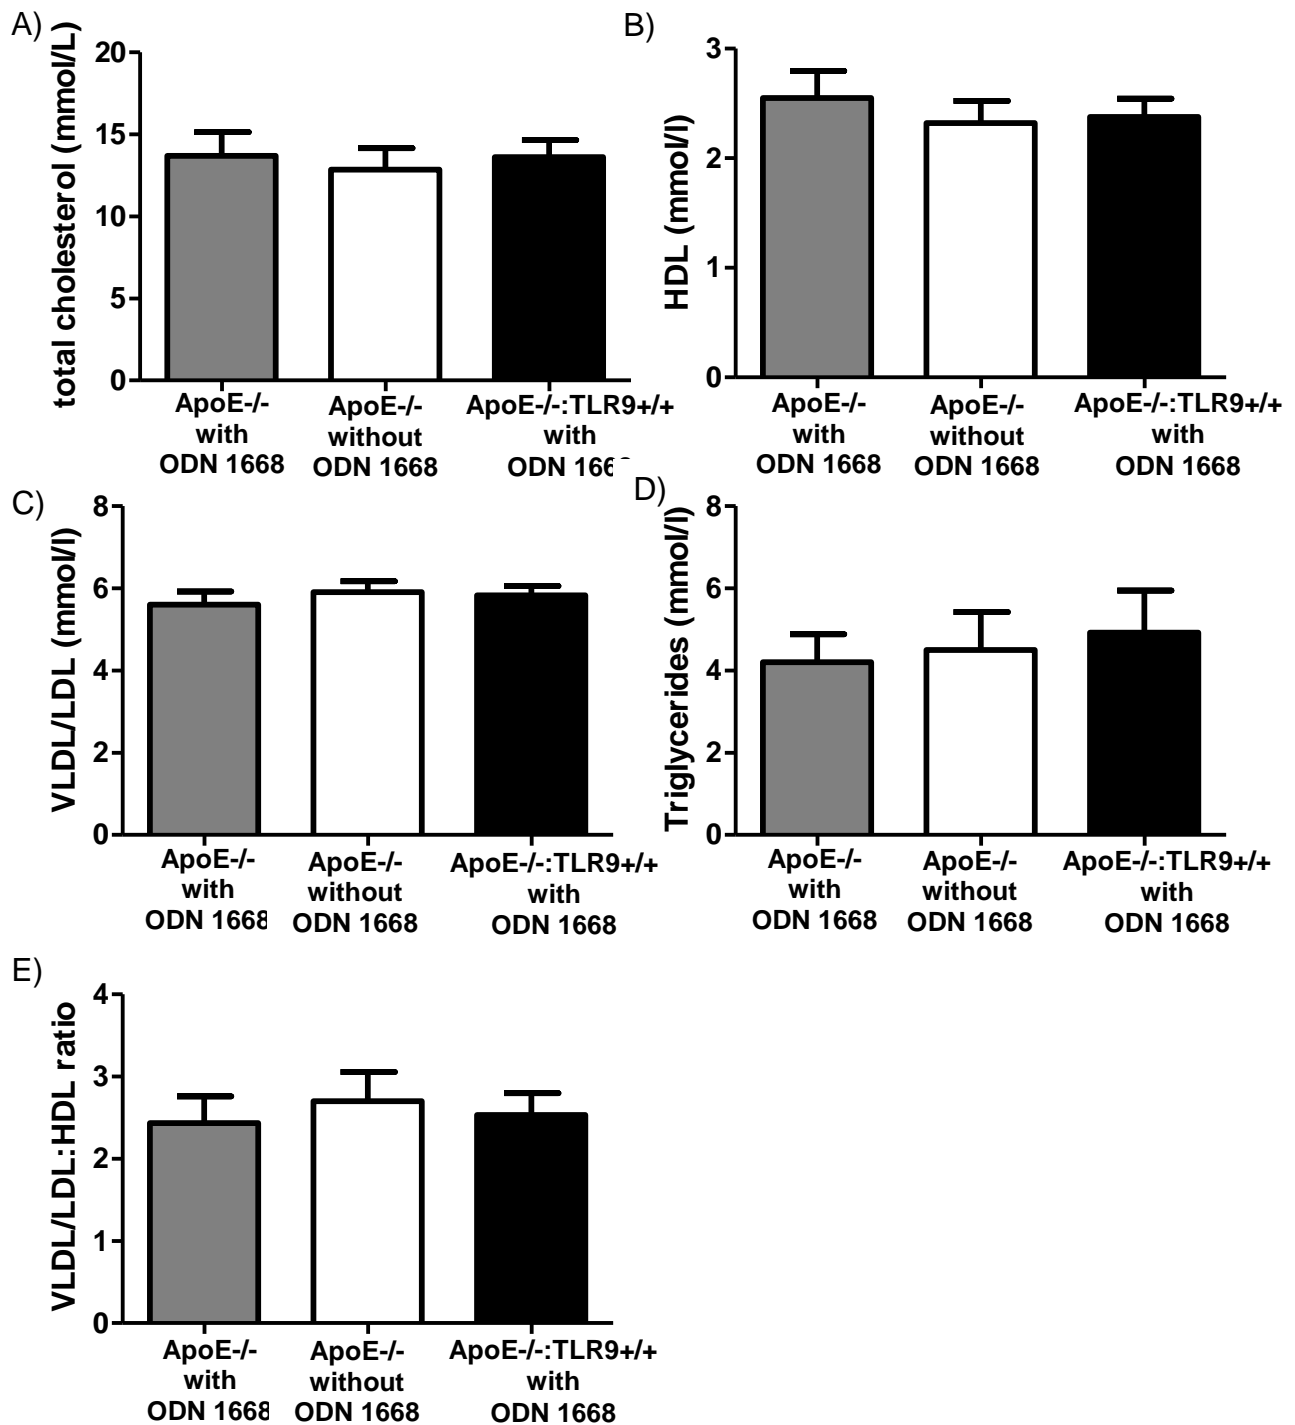 A)
total cholesterol (mmol/L)
20
15
10
5
0
ApoE-/-
with
ODN 1668
ApoE-/-
without
ODN 1668
ApoE-/-:TLR9+/+
with
ODN
B)
HDL (mmol/l)
3
2
1
0
ApoE-/-
with
ODN 1668
ApoE-/-
without
ODN 1668
ApoE-/-:TLR9+/+
with
ODN 1668
C)
VLDL/LDL (mmol/l)
8
6
4
2
0
ApoE-/-
with
ODN 1668
ApoE-/-
without
ODN 1668
ApoE-/-:TLR9+/+
with
ODN 1668
D)
Triglycerides (mmol/l)
8
6
4
2
0
ApoE-/-
with
ODN 1668
ApoE-/-
without
ODN 1668
ApoE-/-:TLR9+/+
with
ODN 1668
E)
VLDL/LDL:HDL ratio
4
3
2
1
0
ApoE-/-
with
ODN 1668
ApoE-/-
without
ODN 1668
ApoE-/-:TLR9+/+
with
ODN 1668